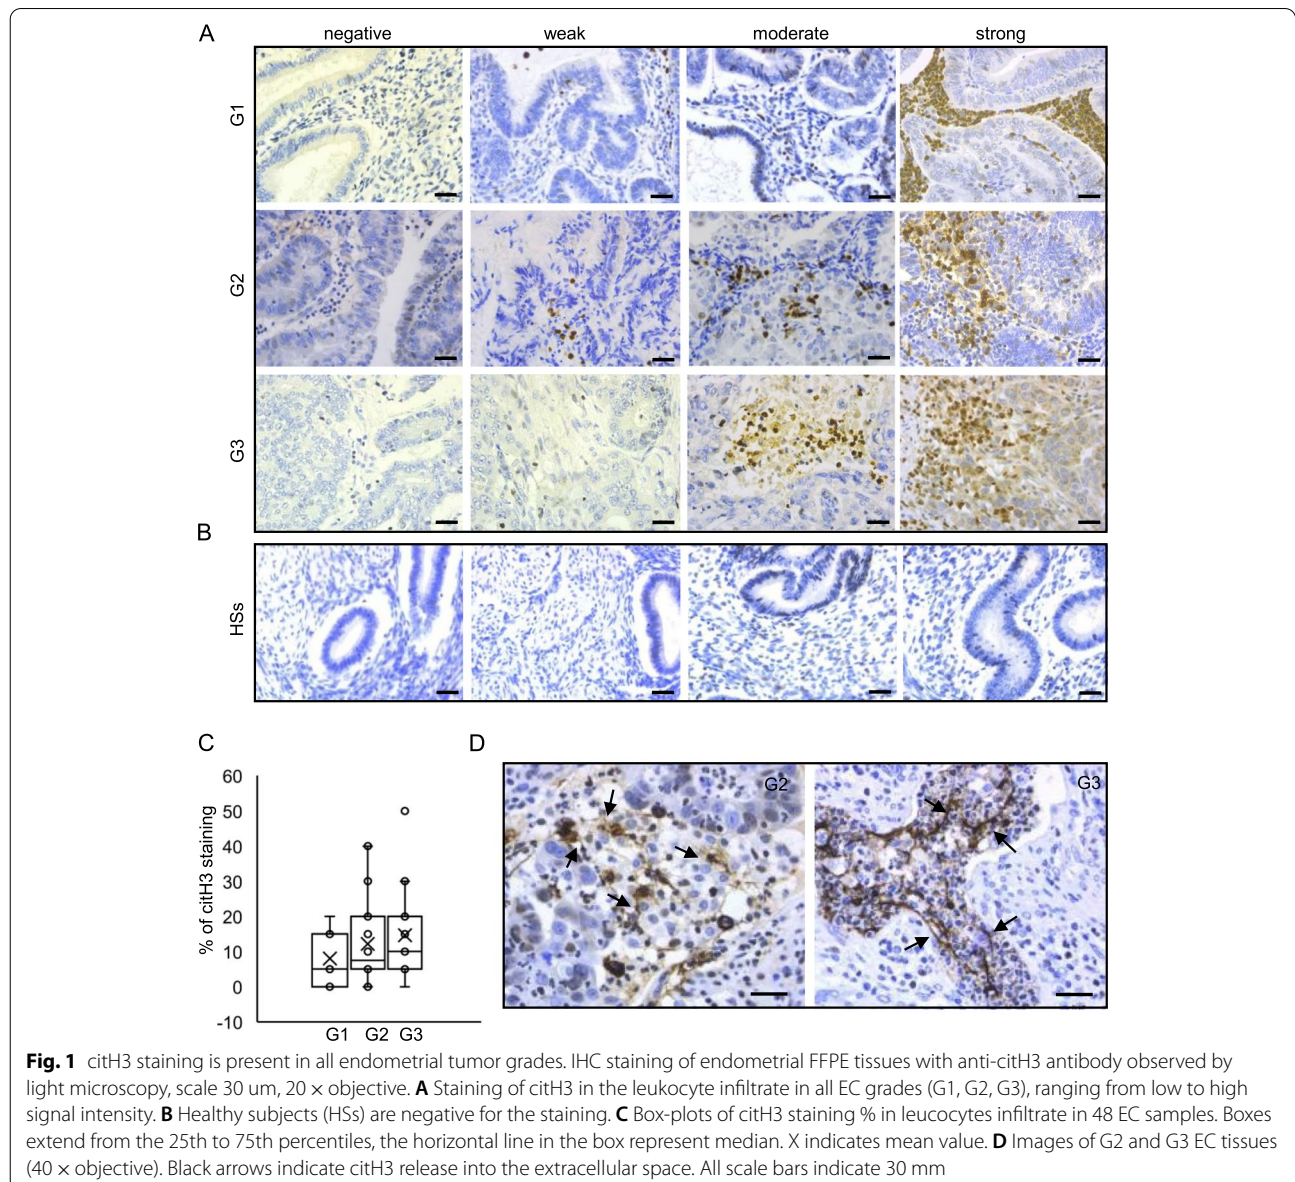 A
negative weak moderate strong
G1
G2
G3
B
HSs
C
D
% of citH3 staining
60
50
40
30
20
10
0
-10
G1 G2 G3
G2
G3
Fig. 1 citH3 staining is present in all endometrial tumor grades. IHC staining of endometrial FFPE tissues with anti-citH3 antibody observed by
light microscopy, scale 30 um, 20 × objective. A Staining of citH3 in the leukocyte infiltrate in all EC grades (G1, G2, G3), ranging from low to high
signal intensity. B Healthy subjects (HSs) are negative for the staining. C Box-plots of citH3 staining % in leucocytes infiltrate in 48 EC samples. Boxes
extend from the 25th to 75th percentiles, the horizontal line in the box represent median. X indicates mean value. D Images of G2 and G3 EC tissues
(40 × objective). Black arrows indicate citH3 release into the extracellular space. All scale bars indicate 30 mm